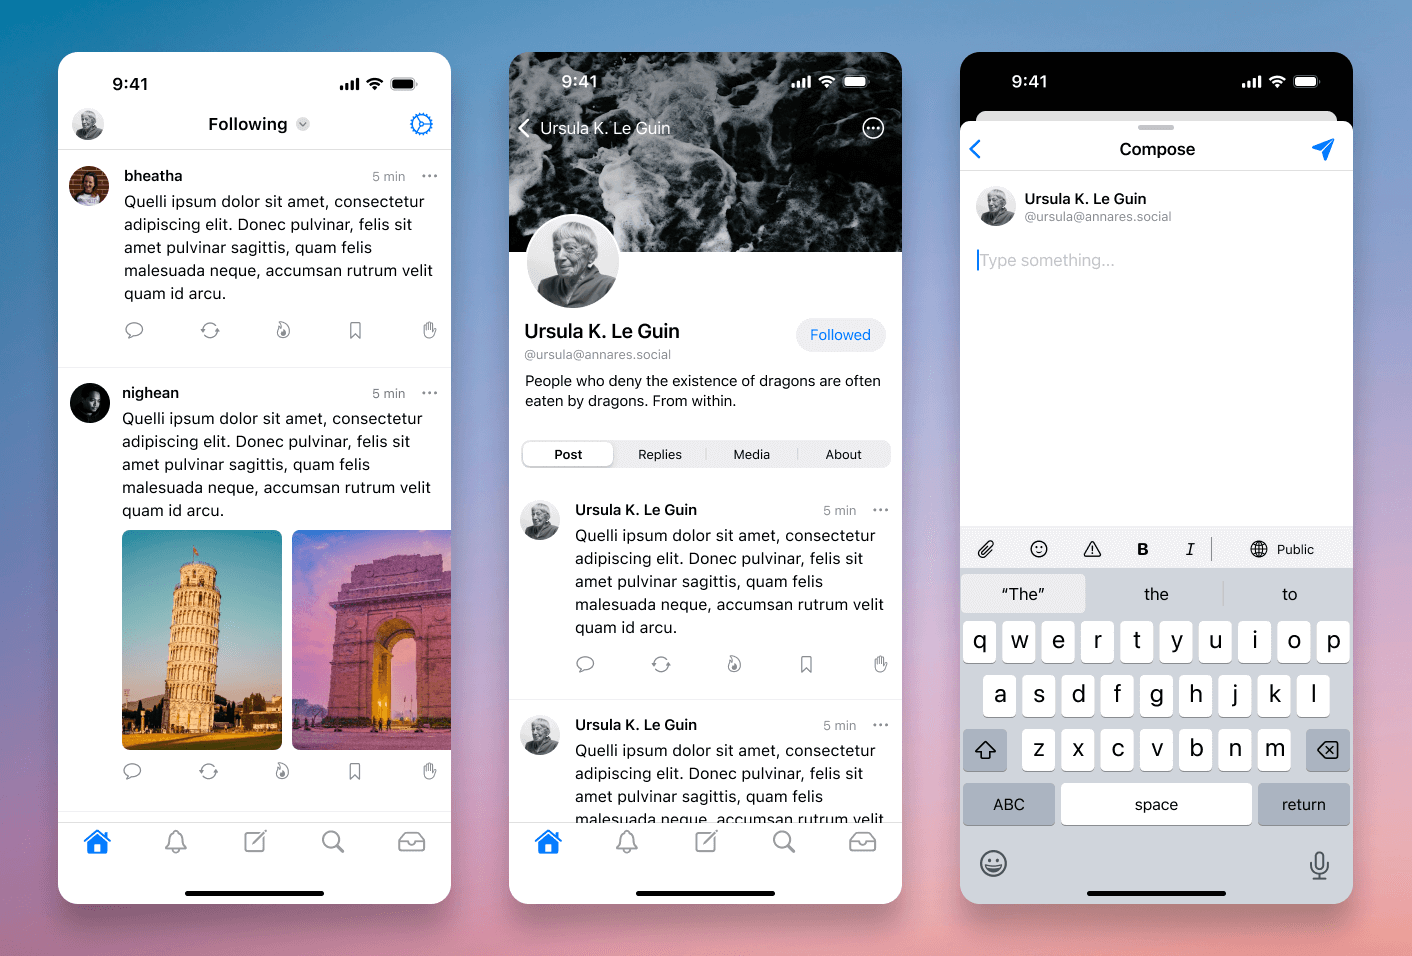 9:41
Following
bheatha 5 min
Quelli ipsum dolor sit amet, consectetur
adipiscing elit. Donec pulvinar, felis sit
amet pulvinar sagittis, quam felis
malesuada neque, accumsan rutrum velit
quam id arcu.
nighean 5 min
Quelli ipsum dolor sit amet, consectetur
adipiscing elit. Donec pulvinar, felis sit
amet pulvinar sagittis, quam felis
malesuada neque, accumsan rutrum velit
quam id arcu.
9:41
Ursula K. Le Guin
Ursula K. Le Guin
Followed
@ursula@annares.social
People who deny the existence of dragons are often
eaten by dragons. From within.
Post Replies Media About
Ursula K. Le Guin 5 min
Quelli ipsum dolor sit amet, consectetur
adipiscing elit. Donec pulvinar, felis sit
amet pulvinar sagittis, quam felis
malesuada neque, accumsan rutrum velit
quam id arcu.
Ursula K. Le Guin 5 min
Quelli ipsum dolor sit amet, consectetur
adipiscing elit. Donec pulvinar, felis sit
amet pulvinar sagittis, quam felis
malesuada neque, accumsan rutrum velit
9:41
Compose
Ursula K. Le Guin
@ursula@annares.social
Type something...
B I Public
“The” the to
q w e r t y u i o p
a s d f g h j k l
z x c v b n m
ABC space return